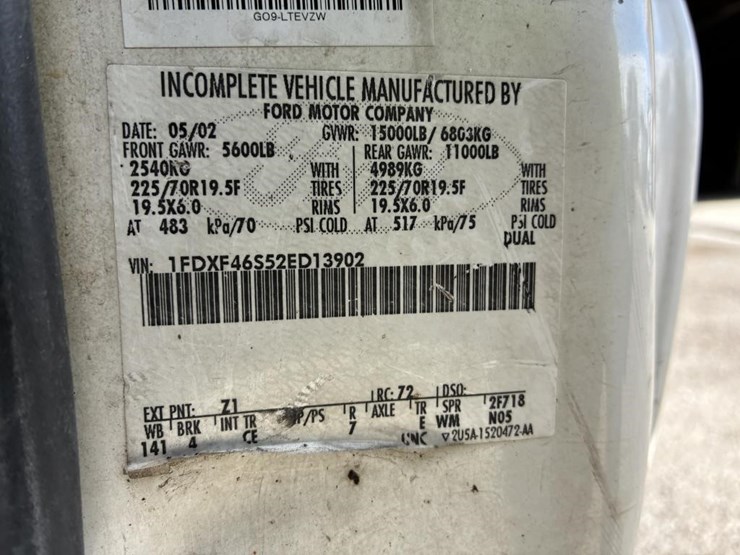 GO9-LTEVZW
INCOMPLETE VEHICLE MANUFACTURED BY
FORD MOTOR COMPANY
DATE: 05/02 GVWR: 15000LB/ 6803KG
FRONT GAWR: 5600LB REAR GAWR: 11000LB
2540KG WITH 4989KG WITH
225/70R19.5F TIRES 225/70R19.5F TIRES
19.5X6.0 RIMS 19.5X6.0 RIMS
AT 483 kPa/70 PSI COLD AT 517 kPa/75 PSI COLD
DUAL
VIN: 1FDXF46S52ED13902
EXT PNT: Z1 RC: 72 DSO:
WB BRK INT TR P/PS R AXLE TR SPR 2F718
141 4 CE 7 E WM N05
UNC ▽2U5A-1520472-AA